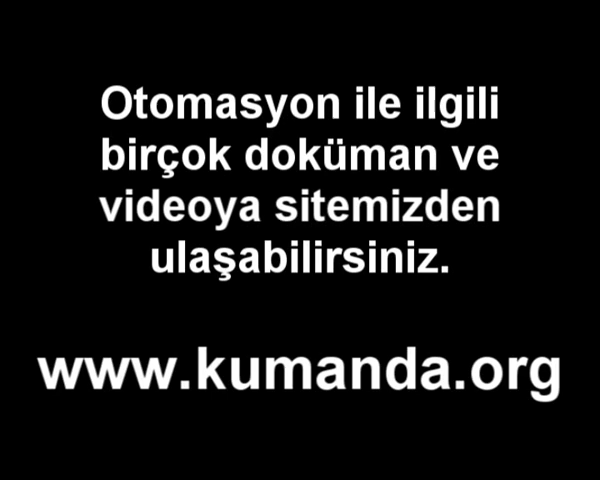 Otomasyon ile ilgili
birçok doküman ve
videoya sitemizden
ulaşabilirsiniz.
www.kumanda.org